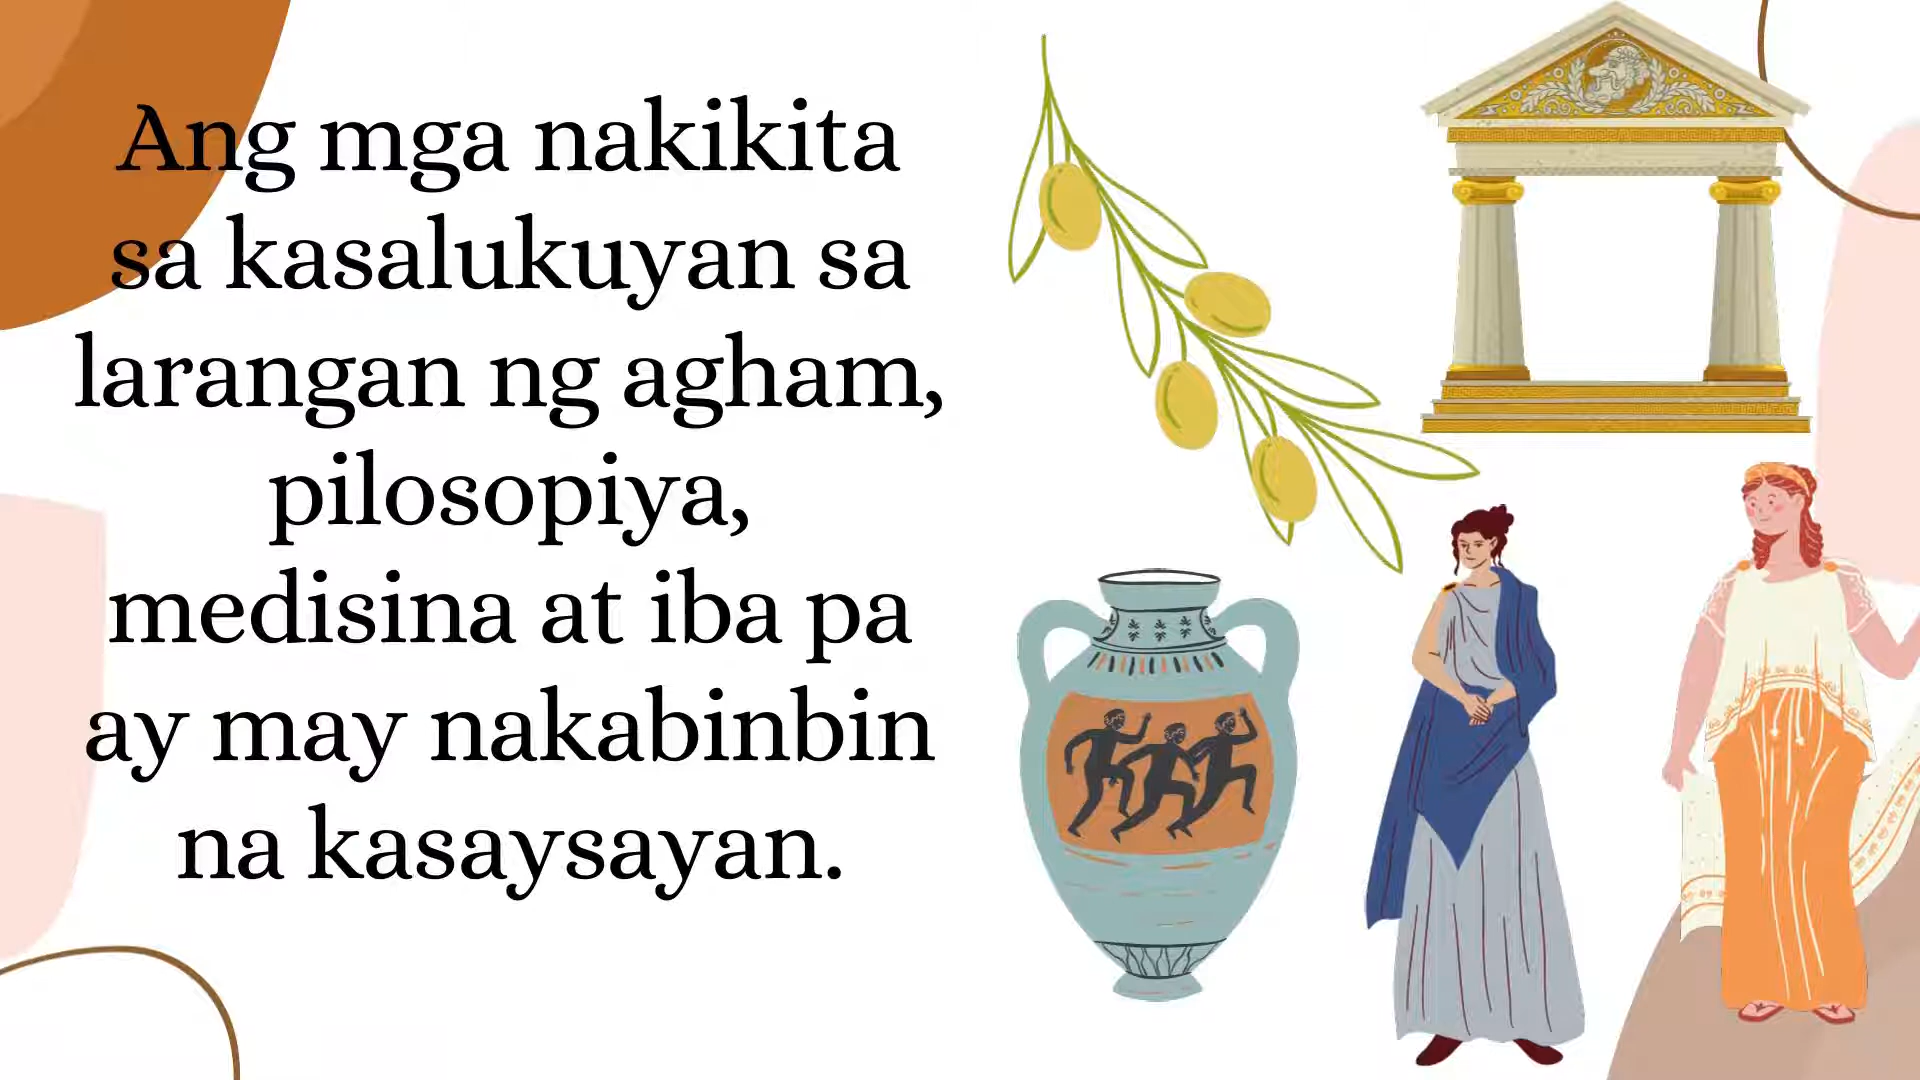 Ang mga nakikita
sa kasalukuyan sa
larangan ng agham,
pilosopiya,
medisina at iba pa
ay may nakabinbin
na kasaysayan.